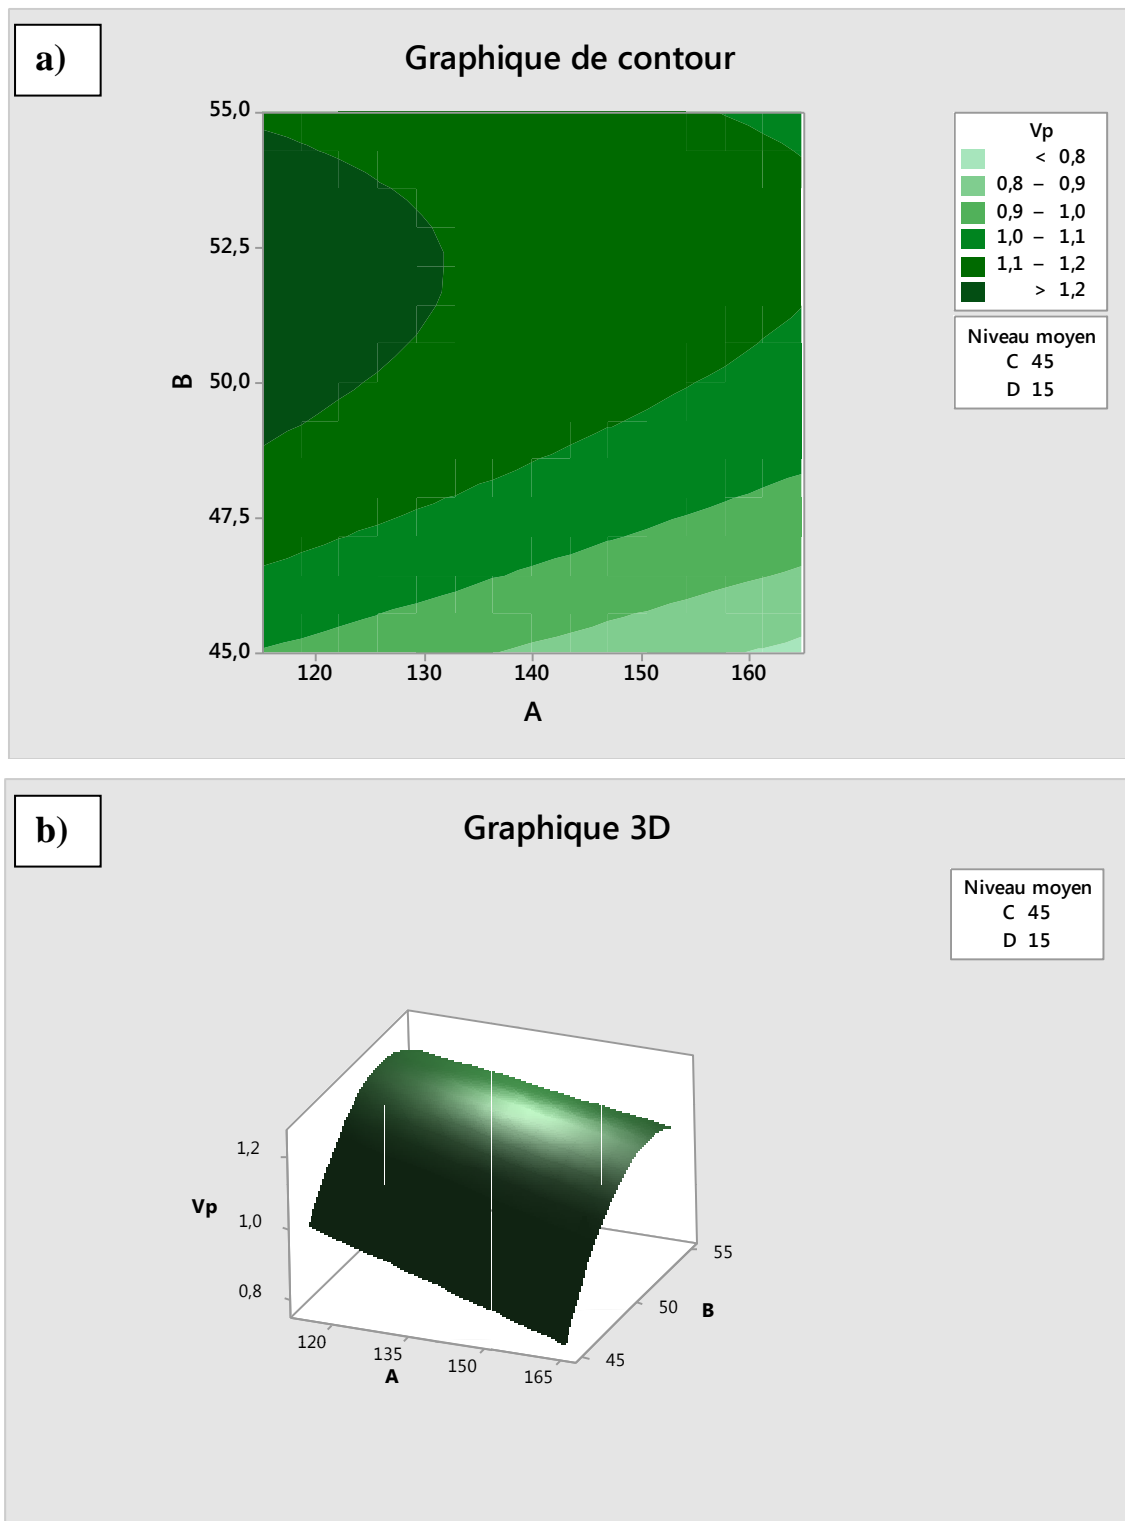 a)
Graphique de contour
55,0
52,5
50,0
47,5
45,0
B
120 130 140 150 160
A
Vp
< 0,8
0,8 – 0,9
0,9 – 1,0
1,0 – 1,1
1,1 – 1,2
> 1,2
Niveau moyen
C 45
D 15
b)
Graphique 3D
Niveau moyen
C 45
D 15
1,2
1,0
0,8
Vp
120
135
150
165
A
45
50
55
B